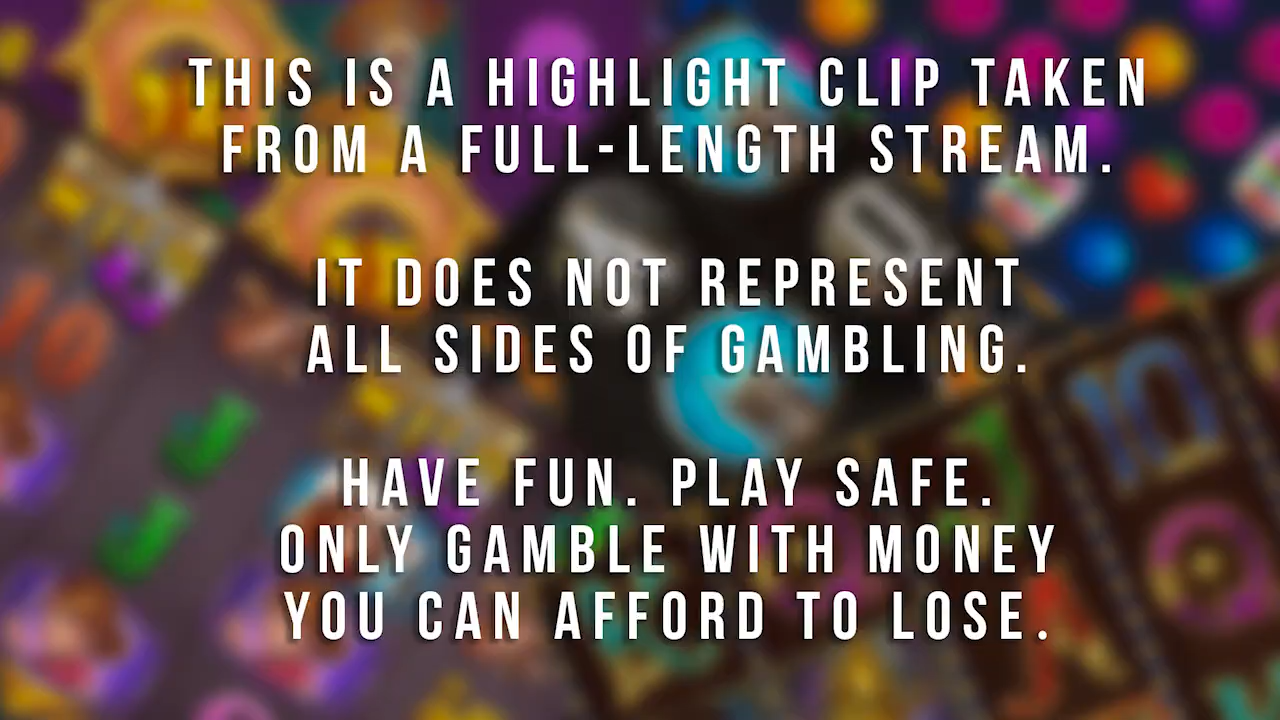 THIS IS A HIGHLIGHT CLIP TAKEN
FROM A FULL-LENGTH STREAM.
IT DOES NOT REPRESENT
ALL SIDES OF GAMBLING.
HAVE FUN. PLAY SAFE.
ONLY GAMBLE WITH MONEY
YOU CAN AFFORD TO LOSE.